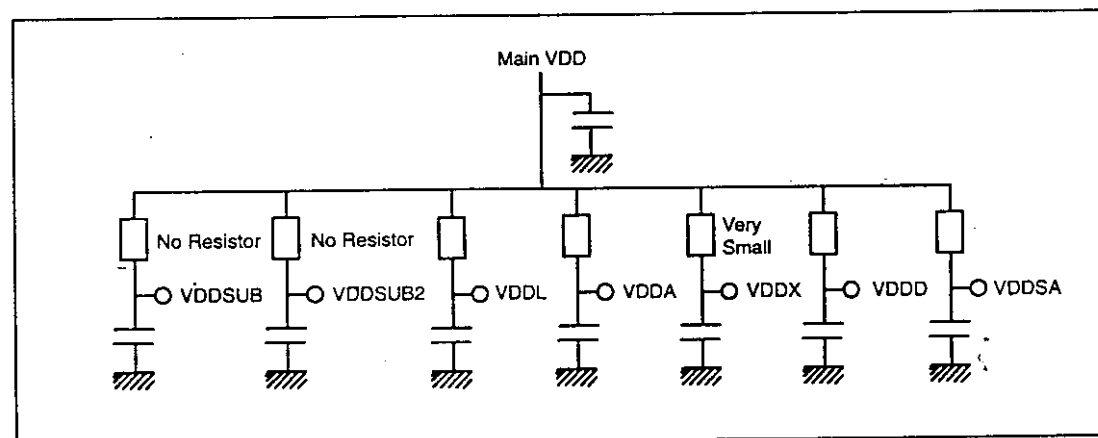 Main VDD
No Resistor
No Resistor
Very
Small
VDDSUB
VDDSUB2
VDDL
VDDA
VDDX
VDDD
VDDSA